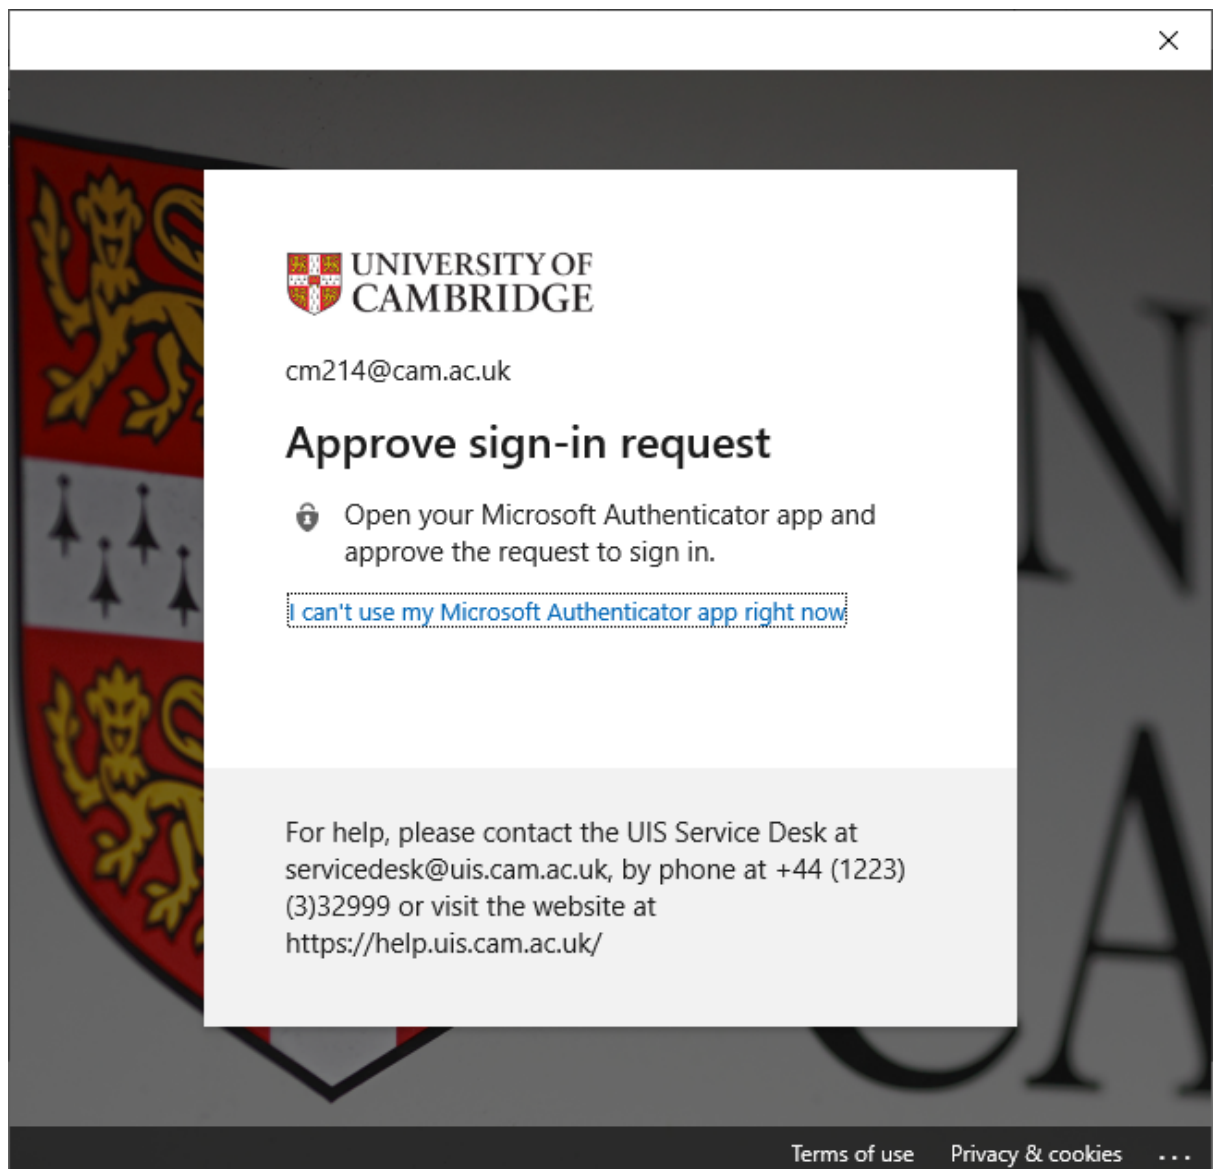 UNIVERSITY OF
CAMBRIDGE
cm214@cam.ac.uk
Approve sign-in request
Open your Microsoft Authenticator app and
approve the request to sign in.
I can't use my Microsoft Authenticator app right now
For help, please contact the UIS Service Desk at
servicedesk@uis.cam.ac.uk, by phone at +44 (1223)
(3)32999 or visit the website at
https://help.uis.cam.ac.uk/
N
CA
Terms of use Privacy & cookies ...